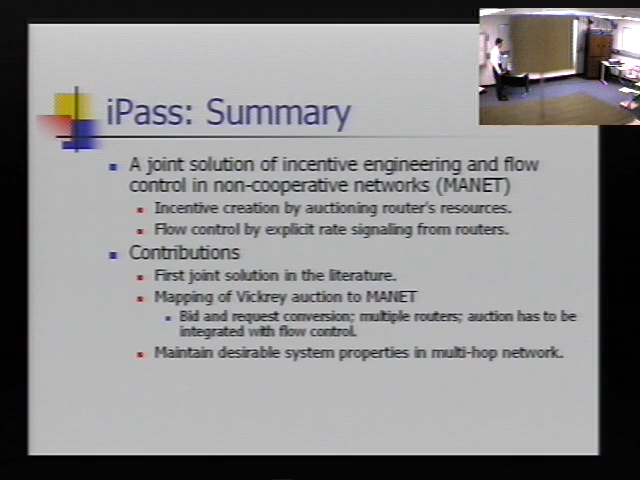 iPass: Summary
A joint solution of incentive engineering and flow
control in non-cooperative networks (MANET)
Incentive creation by auctioning router's resources.
Flow control by explicit rate signaling from routers.
Contributions
First joint solution in the literature.
Mapping of Vickrey auction to MANET
Bid and request conversion; multiple routers; auction has to be
integrated with flow control.
Maintain desirable system properties in multi-hop network.